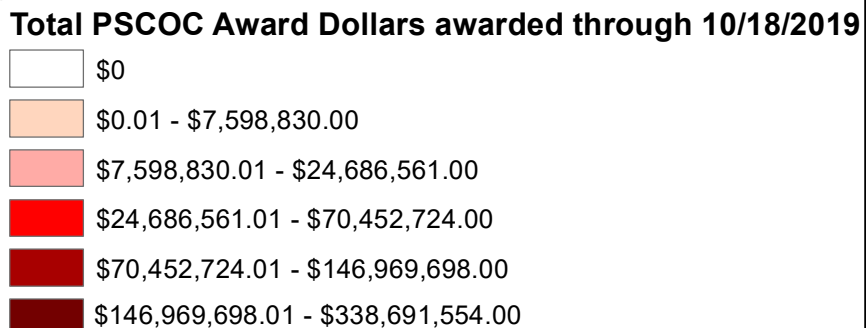 Total PSCOC Award Dollars awarded through 10/18/2019
$0
$0.01 - $7,598,830.00
$7,598,830.01 - $24,686,561.00
$24,686,561.01 - $70,452,724.00
$70,452,724.01 - $146,969,698.00
$146,969,698.01 - $338,691,554.00